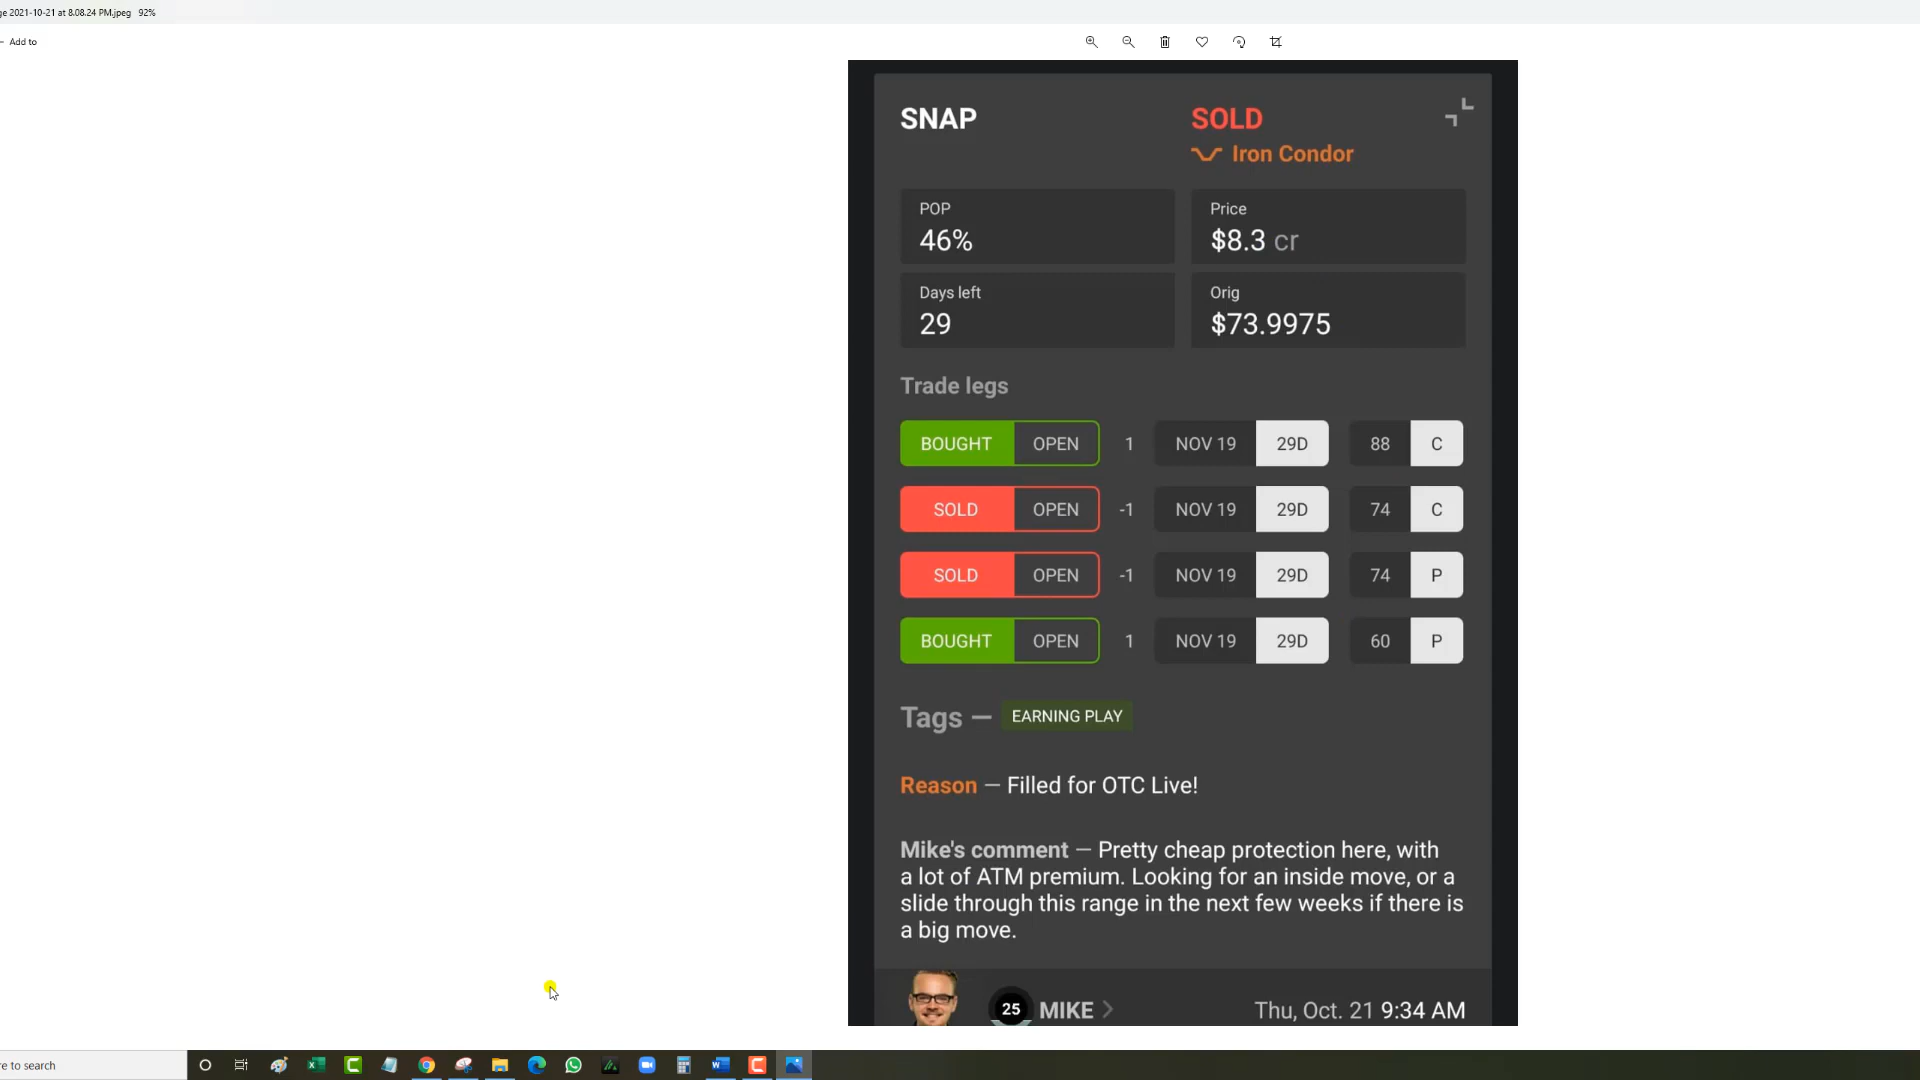 ge 2021-10-21 at 8.08.24 PM.jpeg 92%
Add to
SNAP
SOLD
Iron Condor
POP
46%
Price
$8.3 cr
Days left
29
Orig
$73.9975
Trade legs
BOUGHT OPEN 1 NOV 19 29D 88 C
SOLD OPEN -1 NOV 19 29D 74 C
SOLD OPEN -1 NOV 19 29D 74 P
BOUGHT OPEN 1 NOV 19 29D 60 P
Tags — EARNING PLAY
Reason — Filled for OTC Live!
Mike's comment — Pretty cheap protection here, with
a lot of ATM premium. Looking for an inside move, or a
slide through this range in the next few weeks if there is
a big move.
25 MIKE Thu, Oct. 21 9:34 AM
re to search